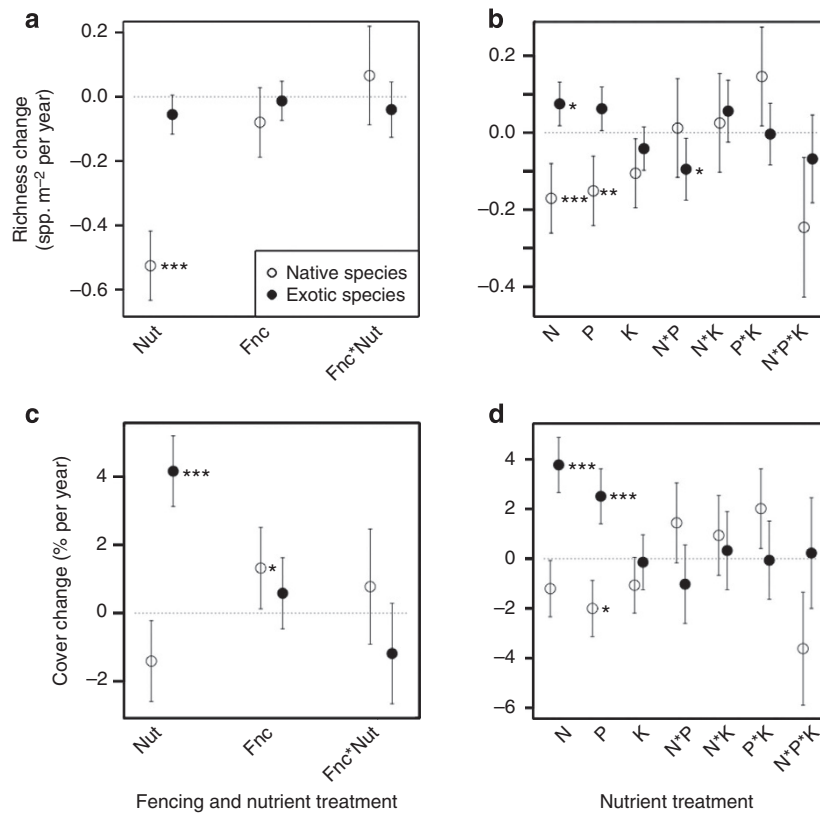 a
0.2
0.0
−0.2
−0.4
−0.6
Richness change
(spp. m⁻² per year)
***
Native species
Exotic species
Nut
Fnc
Fnc*Nut
b
0.2
0.0
−0.2
−0.4
*
***
**
*
N
P
K
N*P
N*K
P*K
N*P*K
c
4
2
0
−2
Cover change (% per year)
***
*
Nut
Fnc
Fnc*Nut
Fencing and nutrient treatment
d
4
2
0
−2
−4
−6
***
***
*
N
P
K
N*P
N*K
P*K
N*P*K
Nutrient treatment